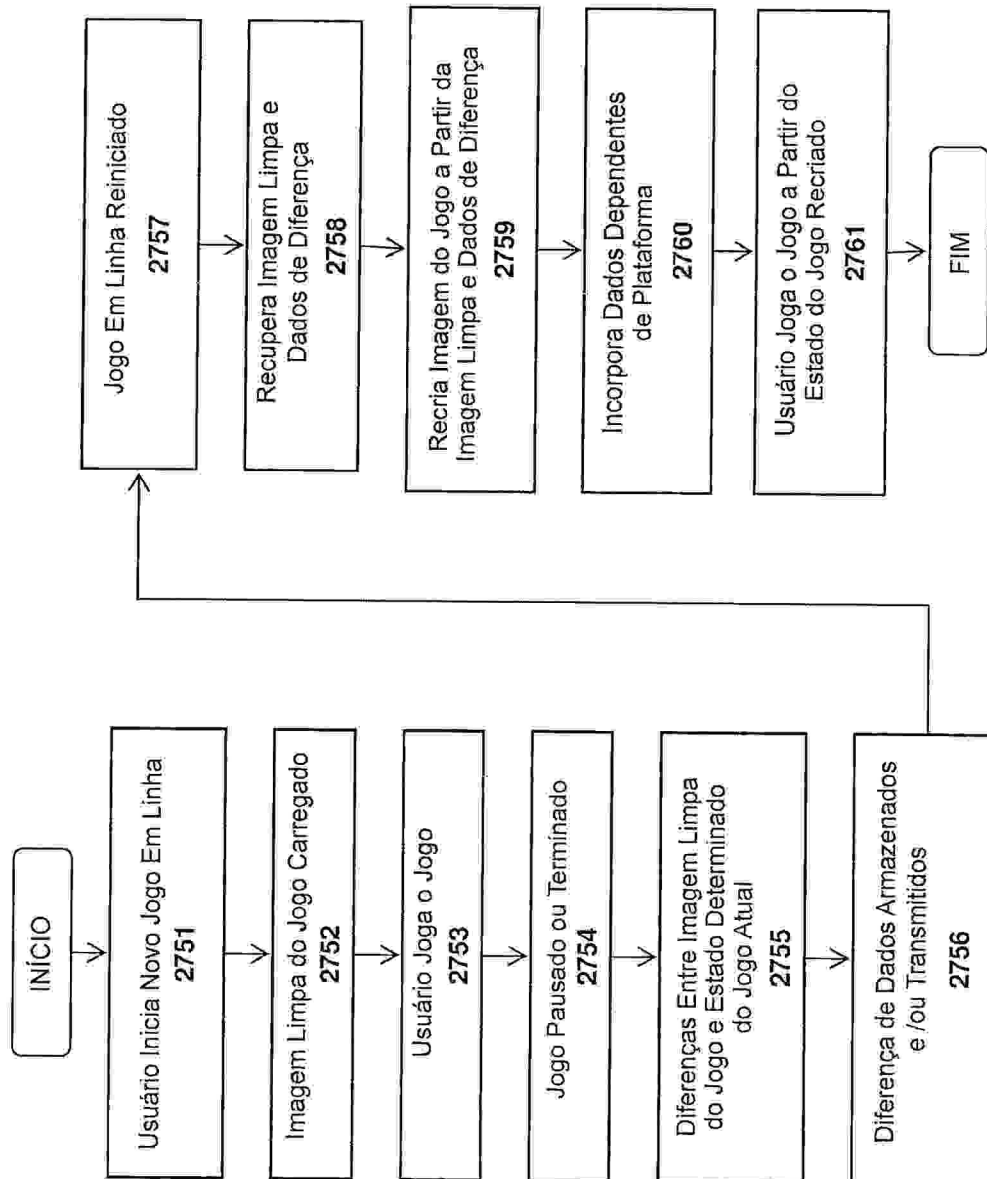 INÍCIO
Usuário Inicia Novo Jogo Em Linha
2751
Imagem Limpa do Jogo Carregado
2752
Usuário Joga o Jogo
2753
Jogo Pausado ou Terminado
2754
Diferenças Entre Imagem Limpa
do Jogo e Estado Determinado
do Jogo Atual
2755
Diferença de Dados Armazenados
e /ou Transmitidos
2756
Jogo Em Linha Reiniciado
2757
Recupera Imagem Limpa e
Dados de Diferença
2758
Recria Imagem do Jogo a Partir da
Imagem Limpa e Dados de Diferença
2759
Incorpora Dados Dependentes
de Plataforma
2760
Usuário Joga o Jogo a Partir do
Estado do Jogo Recriado
2761
FIM